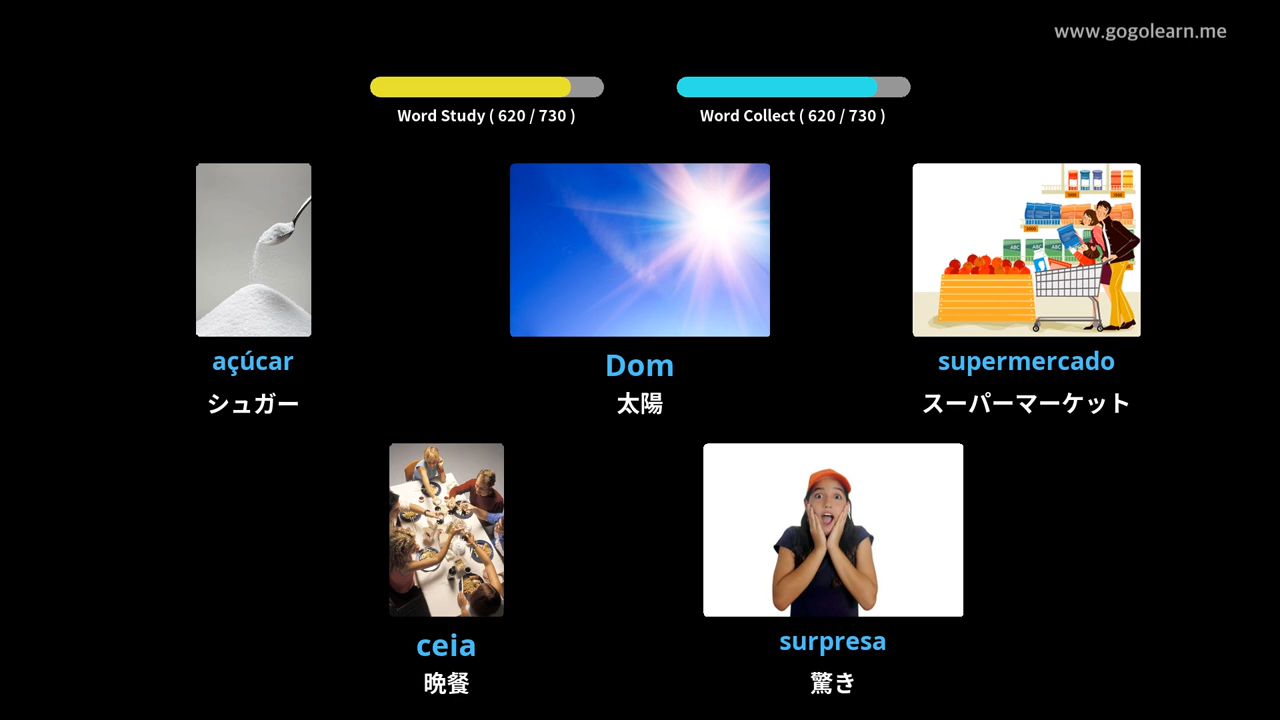 www.gogolearn.me
Word Study ( 620 / 730 )
Word Collect ( 620 / 730 )
açúcar
シュガー
Dom
太陽
supermercado
スーパーマーケット
ceia
晩餐
surpresa
驚き